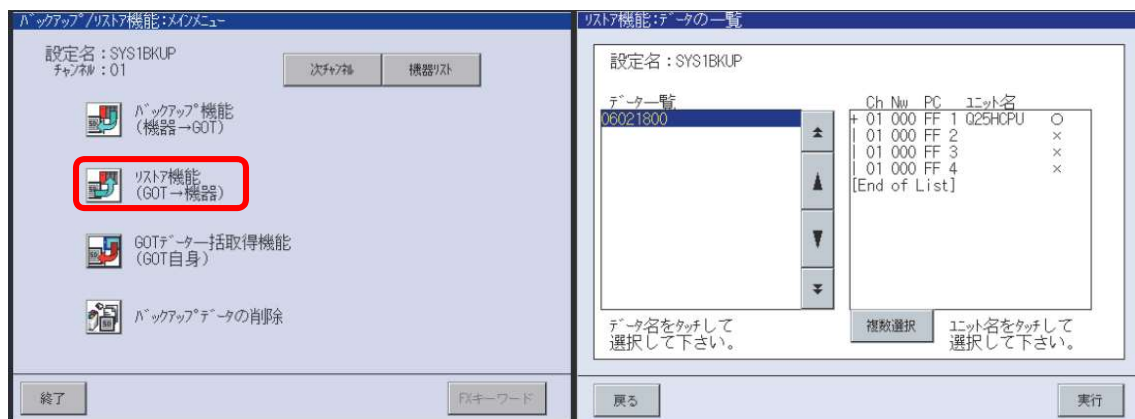 バックアップ/リストア機能:メインメニュー
設定名:SYS1BKUP
チャンネル:01
次チャンネル
機器リスト
バックアップ機能
(機器→GOT)
リストア機能
(GOT→機器)
GOTデータ一括取得機能
(GOT自身)
バックアップデータの削除
終了
FXキーワード
リストア機能:データの一覧
設定名:SYS1BKUP
データ一覧
06021800
データ名をタッチして
選択して下さい。
Ch Nw PC ユニット名
+ 01 000 FF 1 Q25HCPU ○
| 01 000 FF 2 ×
| 01 000 FF 3 ×
| 01 000 FF 4 ×
[End of List]
複数選択
ユニット名をタッチして
選択して下さい。
戻る
実行